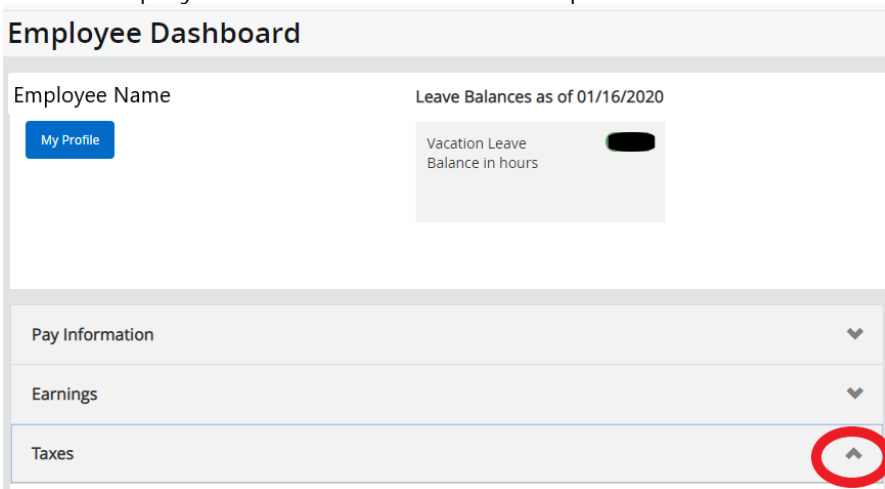 Employee Dashboard
Employee Name
Leave Balances as of 01/16/2020
My Profile
Vacation Leave
Balance in hours
Pay Information
Earnings
Taxes